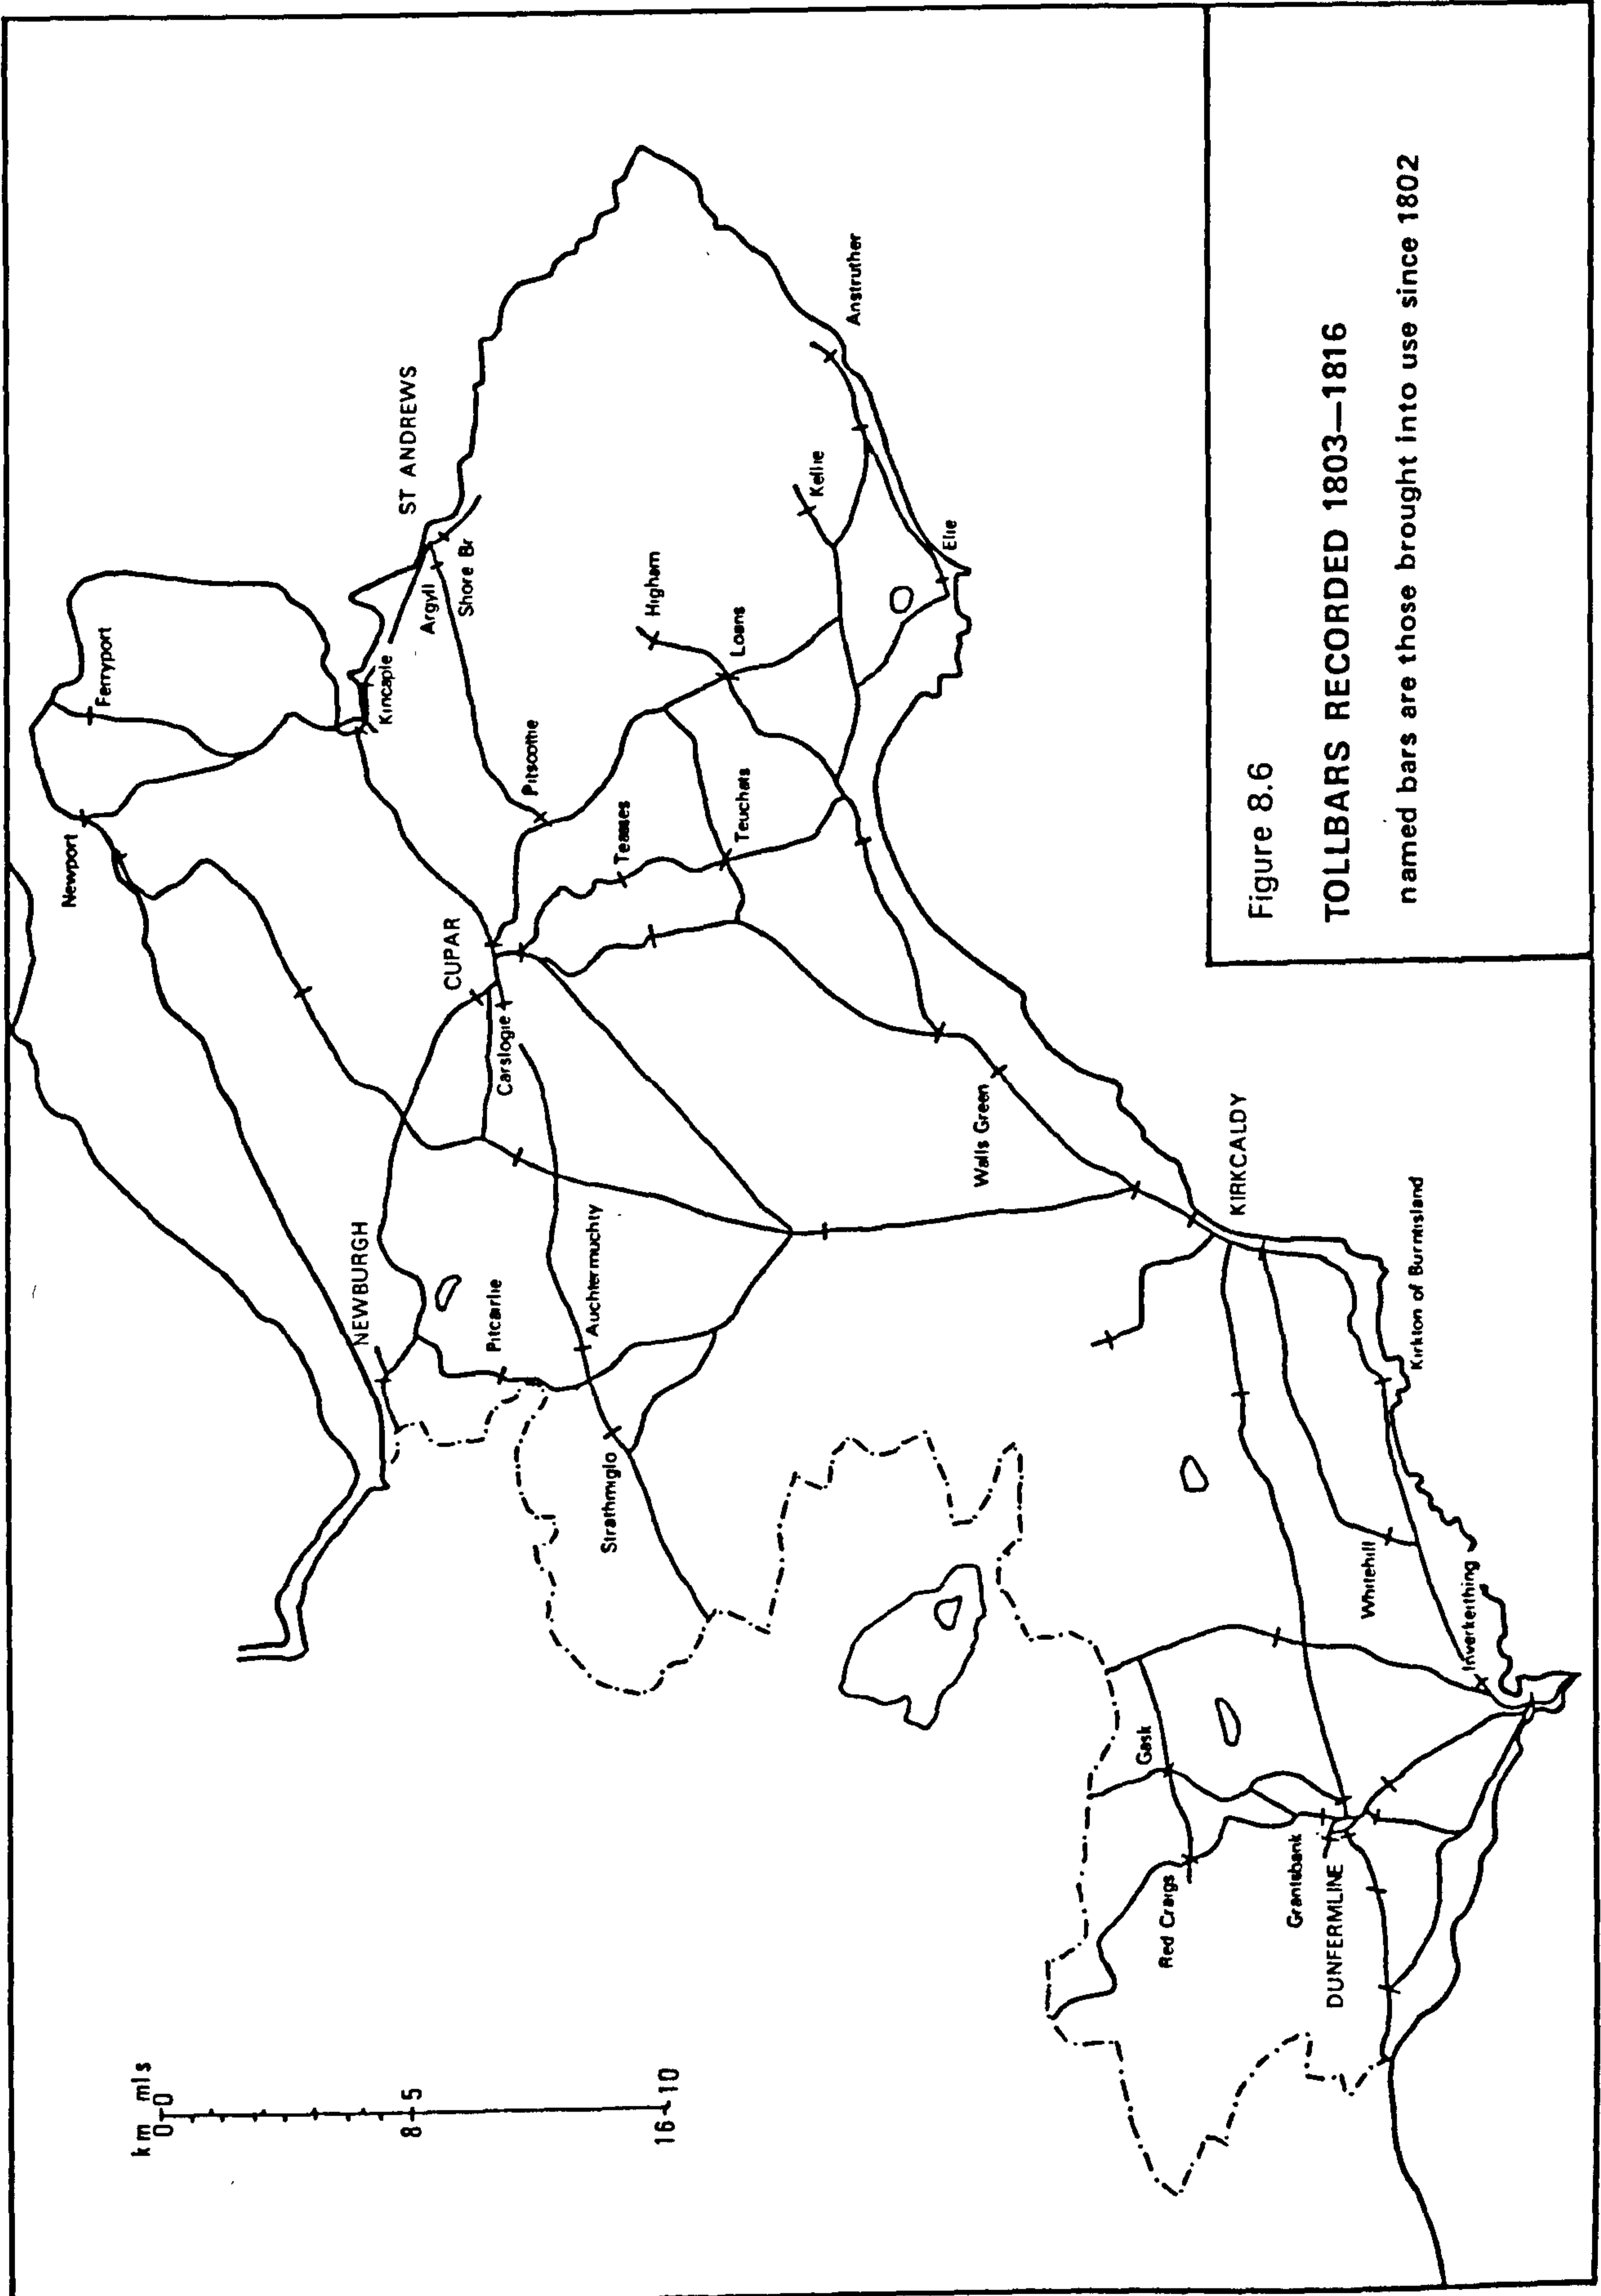 km mls
0 0
8 5
16 10
Newport
Ferryport
Kincaple
ST ANDREWS
Argyll
Shore Br
CUPAR
Carslogie
Pitscothe
Higham
Loans
Teasses
Teuchats
Kellie
Anstruther
Elie
NEWBURGH
Pitcairlie
Auchtermuchty
Strathmiglo
Walls Green
KIRKCALDY
Kirkton of Burntisland
Whitehill
Inverkeithing
Gask
Red Craigs
Grantsbank
DUNFERMLINE
Figure 8.6
TOLLBARS RECORDED 1803—1816
named bars are those brought into use since 1802